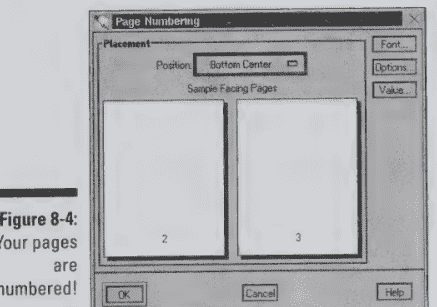 Page Numbering
Placement
Position: Bottom Center
Sample Facing Pages
2 3
Font...
Options...
Value...
OK Cancel Help
Figure 8-4:
Your pages
are
numbered!